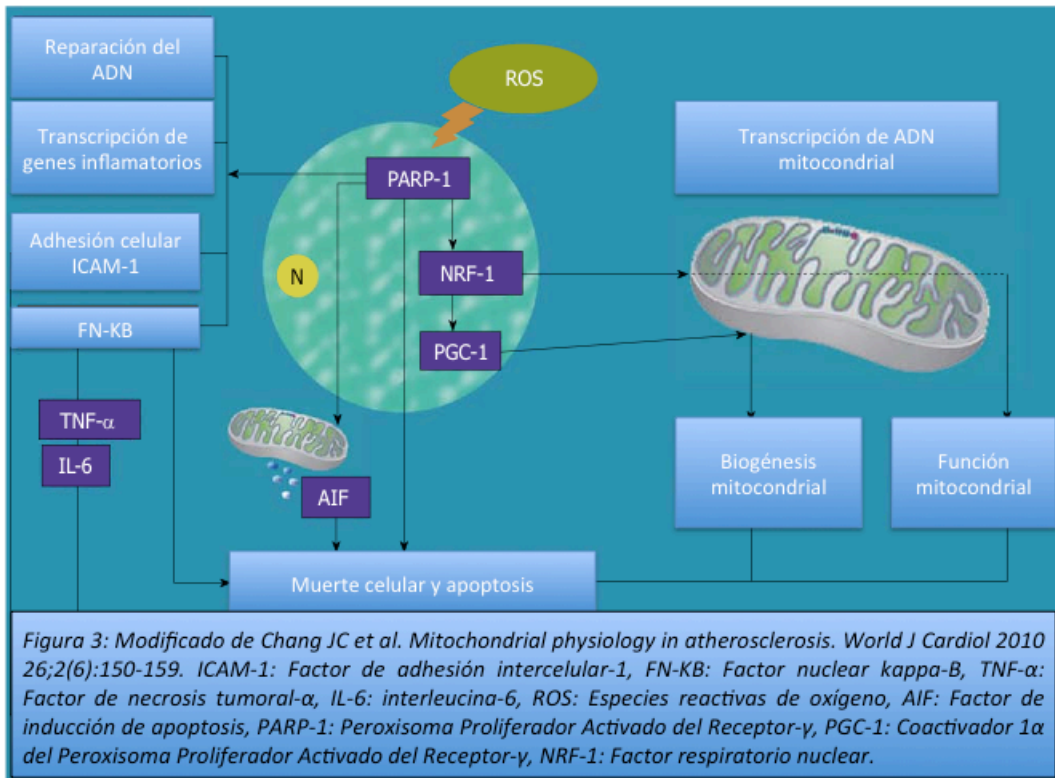 Reparación del
ADN
Transcripción de
genes inflamatorios
Adhesión celular
ICAM-1
FN-KB
TNF-α
IL-6
ROS
PARP-1
N
NRF-1
PGC-1
AIF
Transcripción de ADN
mitocondrial
Biogénesis
mitocondrial
Función
mitocondrial
Muerte celular y apoptosis
Figura 3: Modificado de Chang JC et al. Mitochondrial physiology in atherosclerosis. World J Cardiol 2010
26;2(6):150-159. ICAM-1: Factor de adhesión intercelular-1, FN-KB: Factor nuclear kappa-B, TNF-α:
Factor de necrosis tumoral-α, IL-6: interleucina-6, ROS: Especies reactivas de oxígeno, AIF: Factor de
inducción de apoptosis, PARP-1: Peroxisoma Proliferador Activado del Receptor-γ, PGC-1: Coactivador 1α
del Peroxisoma Proliferador Activado del Receptor-γ, NRF-1: Factor respiratorio nuclear.